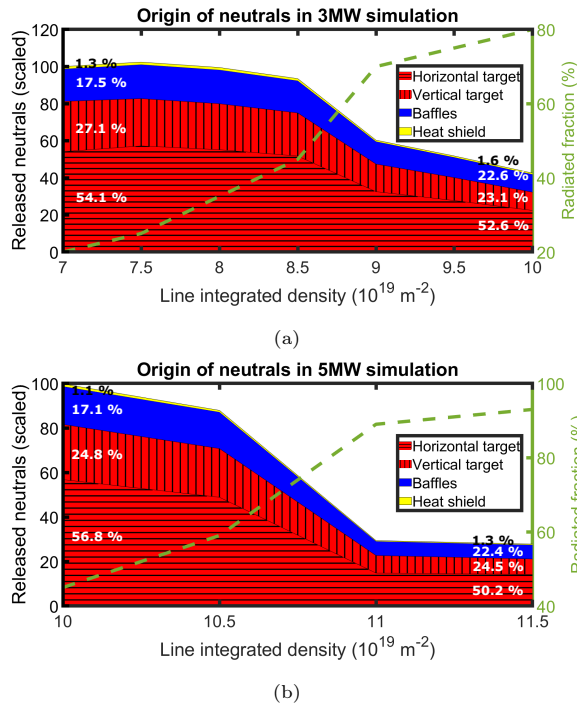 Origin of neutrals in 3MW simulation
Released neutrals (scaled)
120
100
80
60
40
20
0
7
7.5
8
8.5
9
9.5
10
Line integrated density (10^19 m^-2)
80
60
40
20
Radiated fraction (%)
Horizontal target
Vertical target
Baffles
Heat shield
1.3 %
17.5 %
27.1 %
54.1 %
1.6 %
22.6 %
23.1 %
52.6 %
(a)
Origin of neutrals in 5MW simulation
Released neutrals (scaled)
100
80
60
40
20
0
10
10.5
11
11.5
Line integrated density (10^19 m^-2)
100
80
60
40
Radiated fraction (%)
Horizontal target
Vertical target
Baffles
Heat shield
1.1 %
17.1 %
24.8 %
56.8 %
1.3 %
22.4 %
24.5 %
50.2 %
(b)